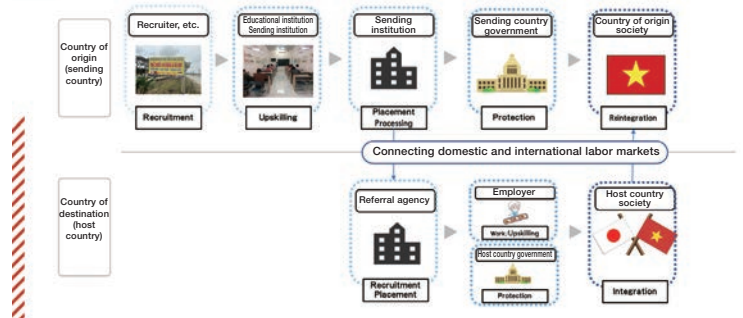 Country of
origin
(sending
country)
Recruiter, etc.
Recruitment
Educational institution
Sending institution
Upskilling
Sending
institution
Placement
Processing
Sending country
government
Protection
Country of origin
society
Reintegration
Connecting domestic and international labor markets
Country of
destination
(host
country)
Referral agency
Recruitment
Placement
Employer
Work:Upskilling
Host country government
Protection
Host country
society
Integration